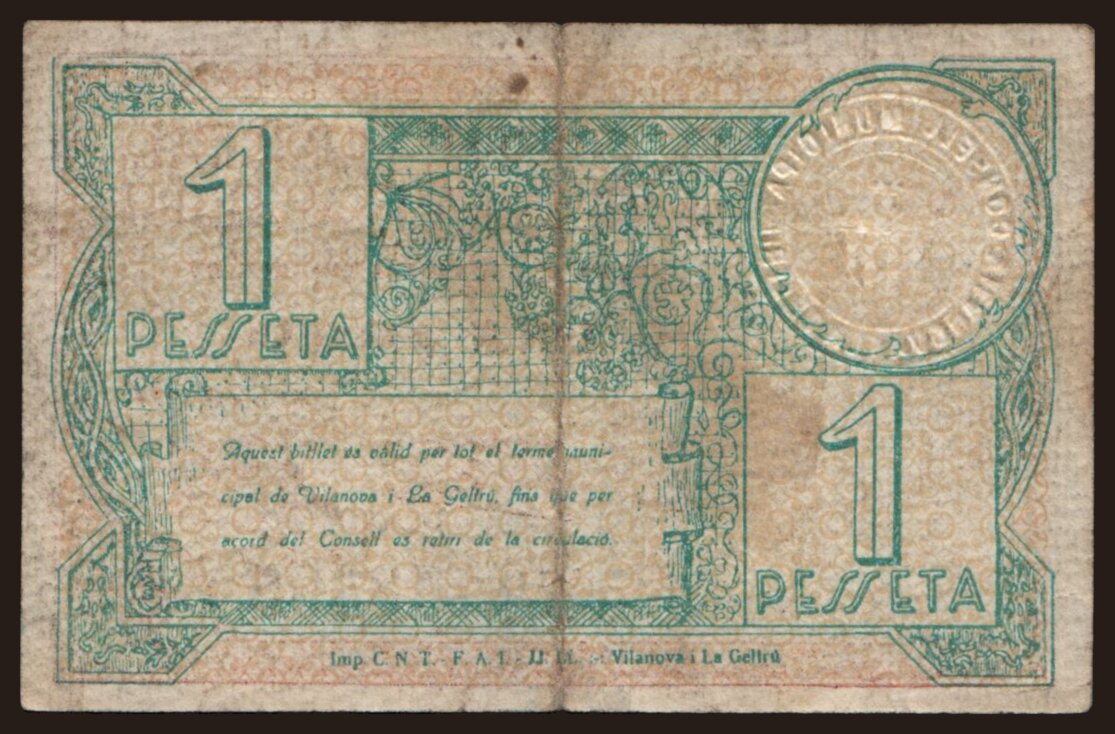 1
PESSETA
Aquest bitllet és vàlid per tot el terme muni-
cipal de Vilanova i La Geltrú, fins que per
acord del Consell es retiri de la circulació.
1
PESSETA
Imp. C. N. T. - F. A. I. - JJ. LL. - Vilanova i La Geltrú